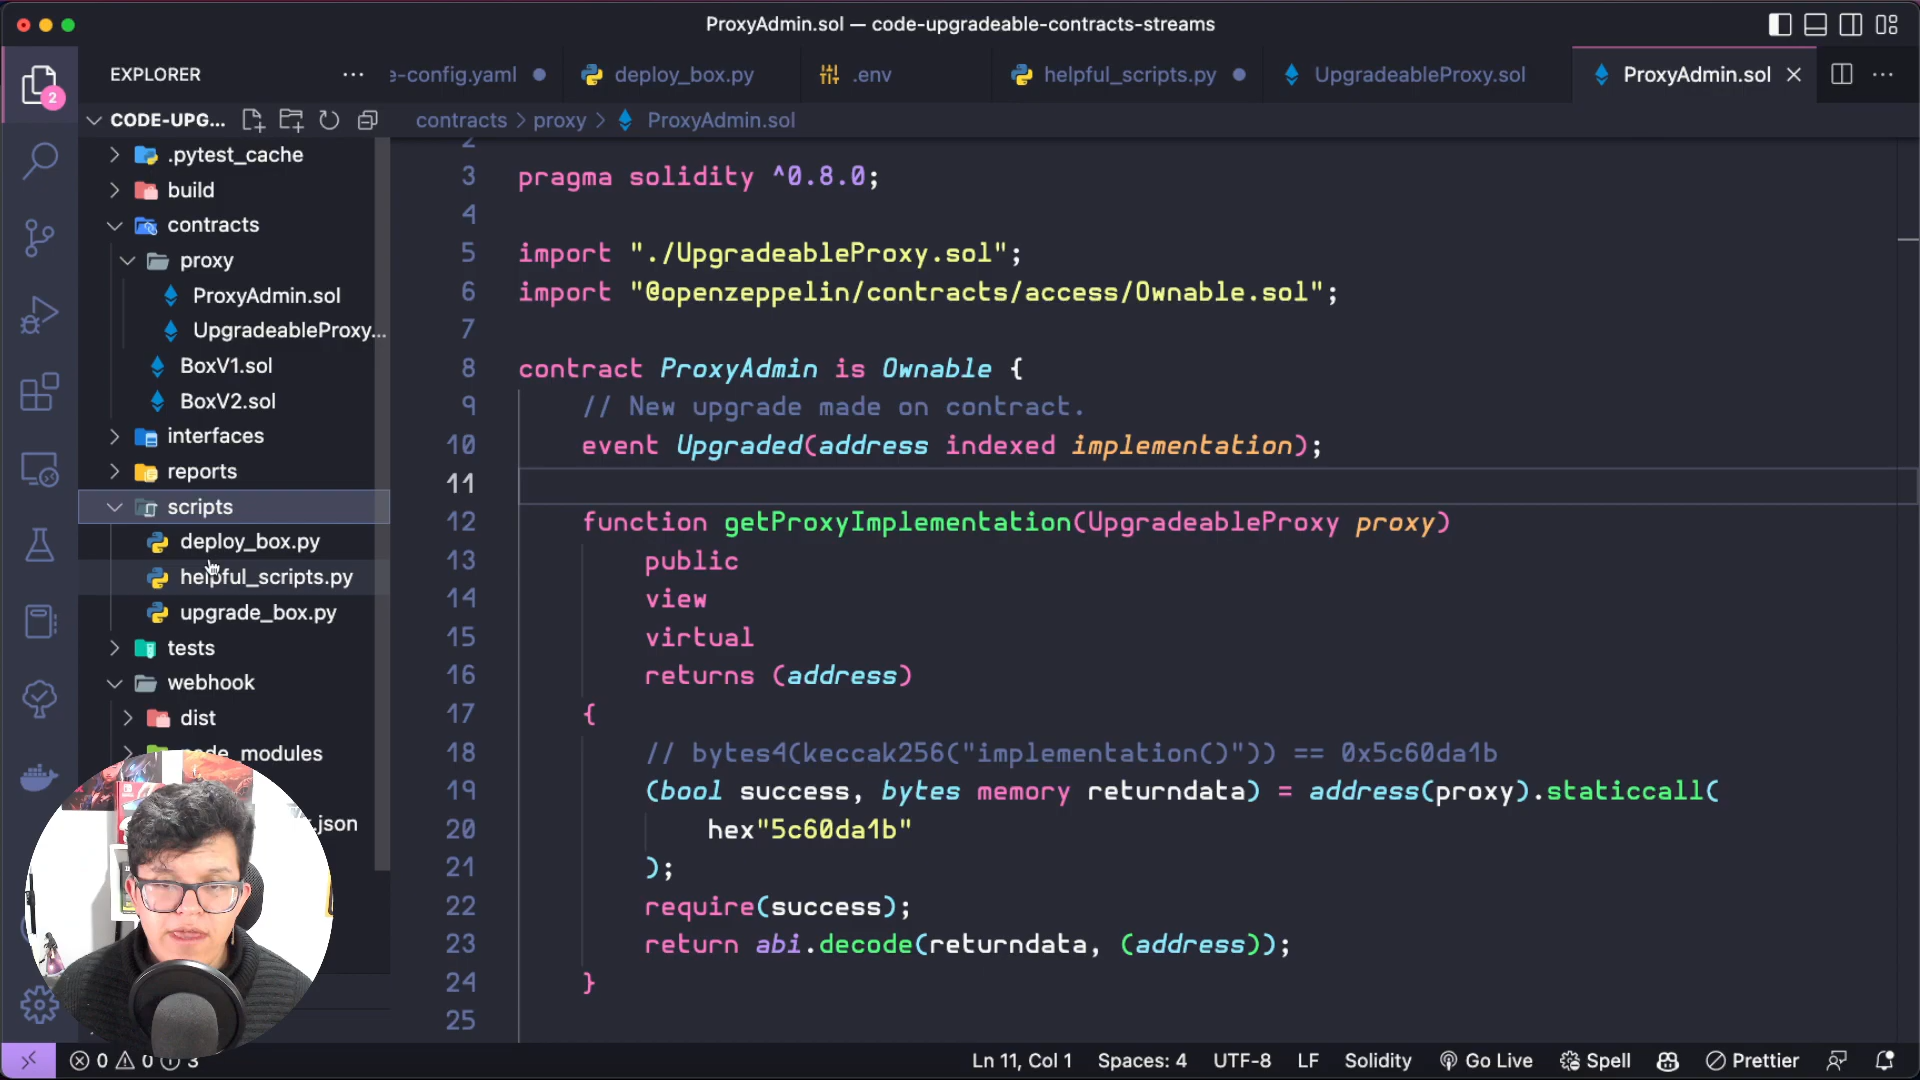 ProxyAdmin.sol — code-upgradeable-contracts-streams
2
EXPLORER
e-config.yaml
deploy_box.py
.env
helpful_scripts.py
UpgradeableProxy.sol
ProxyAdmin.sol
CODE-UPG...
contracts > proxy > ProxyAdmin.sol
.pytest_cache
build
contracts
proxy
ProxyAdmin.sol
UpgradeableProxy...
BoxV1.sol
BoxV2.sol
interfaces
reports
scripts
deploy_box.py
helpful_scripts.py
upgrade_box.py
tests
webhook
dist
node_modules
.json
2
3 pragma solidity ^0.8.0;
4
5 import "./UpgradeableProxy.sol";
6 import "@openzeppelin/contracts/access/Ownable.sol";
7
8 contract ProxyAdmin is Ownable {
9 // New upgrade made on contract.
10 event Upgraded(address indexed implementation);
11
12 function getProxyImplementation(UpgradeableProxy proxy)
13 public
14 view
15 virtual
16 returns (address)
17 {
18 // bytes4(keccak256("implementation()")) == 0x5c60da1b
19 (bool success, bytes memory returndata) = address(proxy).staticcall(
20 hex"5c60da1b"
21 );
22 require(success);
23 return abi.decode(returndata, (address));
24 }
25
0 0 3
Ln 11, Col 1 Spaces: 4 UTF-8 LF Solidity Go Live Spell Prettier